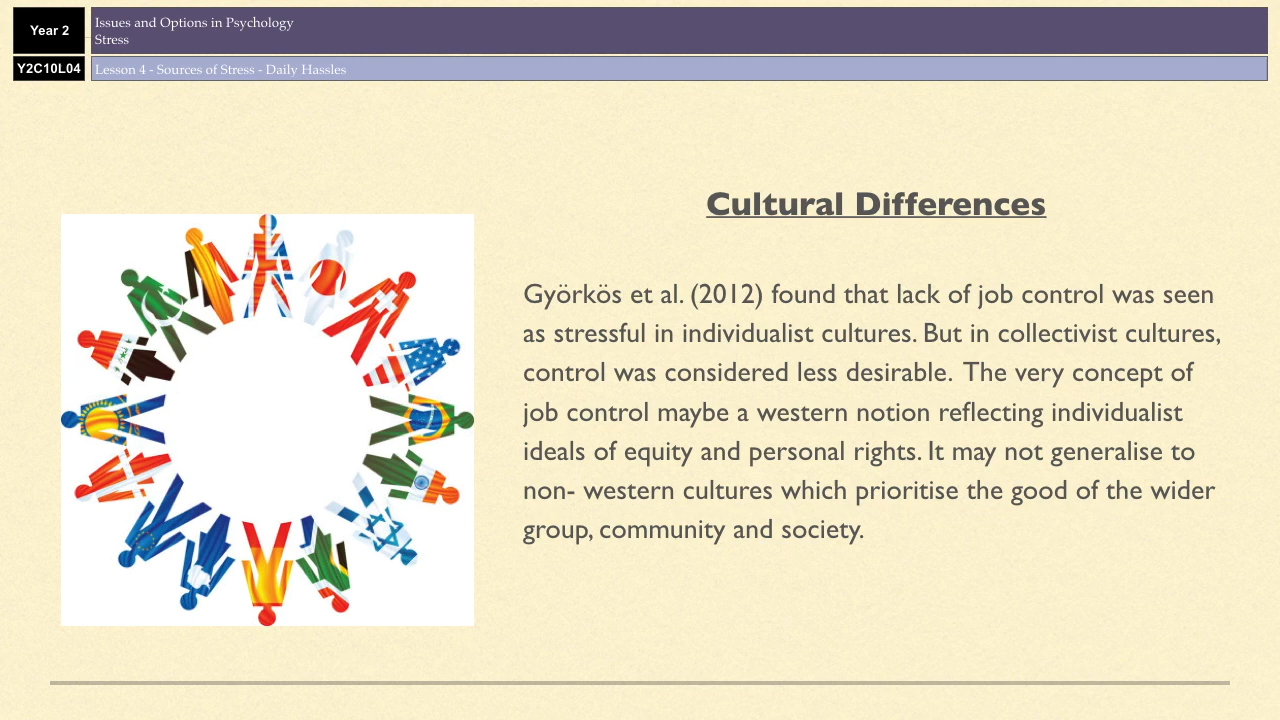 Year 2
Issues and Options in Psychology
Stress
Y2C10L04
Lesson 4 - Sources of Stress - Daily Hassles
Cultural Differences
Györkös et al. (2012) found that lack of job control was seen
as stressful in individualist cultures. But in collectivist cultures,
control was considered less desirable.  The very concept of
job control maybe a western notion reflecting individualist
ideals of equity and personal rights. It may not generalise to
non- western cultures which prioritise the good of the wider
group, community and society.